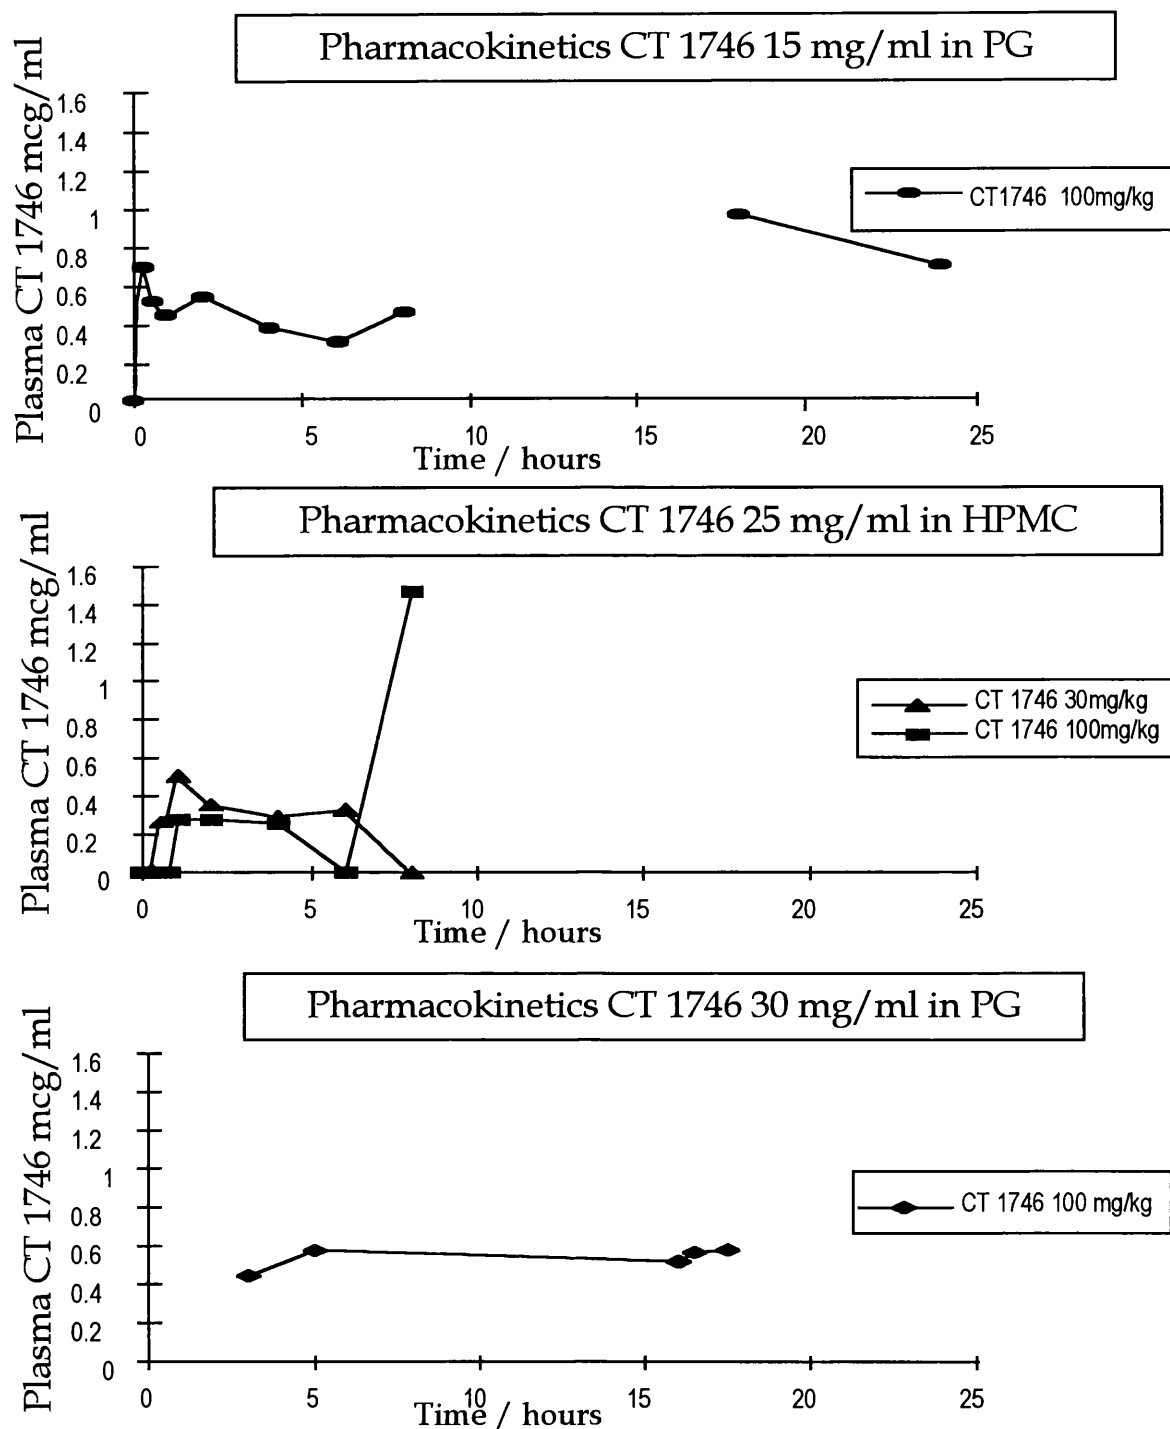 Pharmacokinetics CT 1746 15 mg/ml in PG
Plasma CT 1746 mcg/ml
1.6
1.4
1.2
1
0.8
0.6
0.4
0.2
0
CT1746 100mg/kg
0 5 10 15 20 25
Time / hours
Pharmacokinetics CT 1746 25 mg/ml in HPMC
Plasma CT 1746 mcg/ml
1.6
1.4
1.2
1
0.8
0.6
0.4
0.2
0
CT 1746 30mg/kg
CT 1746 100mg/kg
0 5 10 15 20 25
Time / hours
Pharmacokinetics CT 1746 30 mg/ml in PG
Plasma CT 1746 mcg/ml
1.6
1.4
1.2
1
0.8
0.6
0.4
0.2
0
CT 1746 100 mg/kg
0 5 10 15 20 25
Time / hours